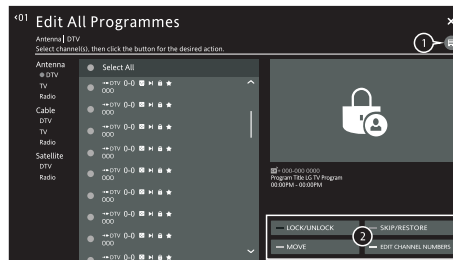 ‹01 Edit All Programmes
Antenna | DTV
Select channel(s), then click the button for the desired action.
1
Antenna
DTV
TV
Radio
Cable
DTV
TV
Radio
Satellite
DTV
Radio
Select All
DTV 0-0
000
DTV 0-0
000
DTV 0-0
000
DTV 0-0
000
DTV 0-0
000
DTV 0-0
000
DTV 0-0
000
DTV 0-0
000
DTV 0-0
000-000 0000
Program Title LG TV Program
00:00PM - 00:00PM
LOCK/UNLOCK
SKIP/RESTORE
2
MOVE
EDIT CHANNEL NUMBERS